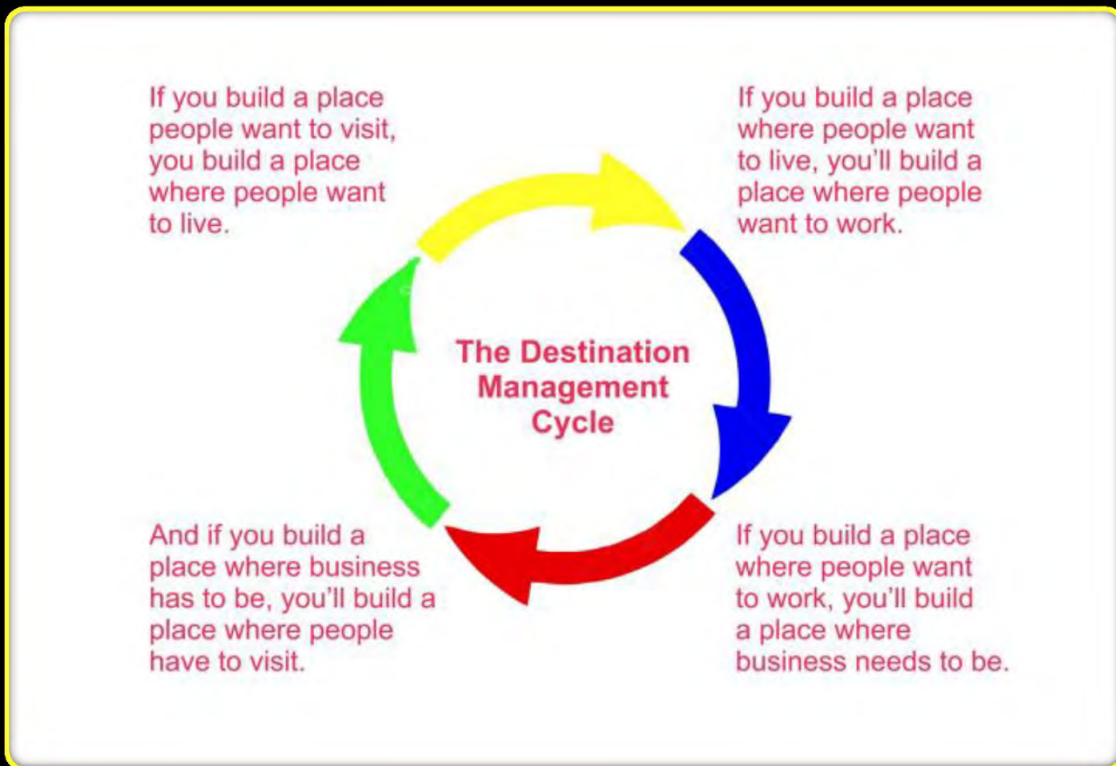 If you build a place
people want to visit,
you build a place
where people want
to live.
If you build a place
where people want
to live, you'll build a
place where people
want to work.
The Destination
Management
Cycle
And if you build a
place where business
has to be, you'll build a
place where people
have to visit.
If you build a place
where people want
to work, you'll build
a place where
business needs to be.